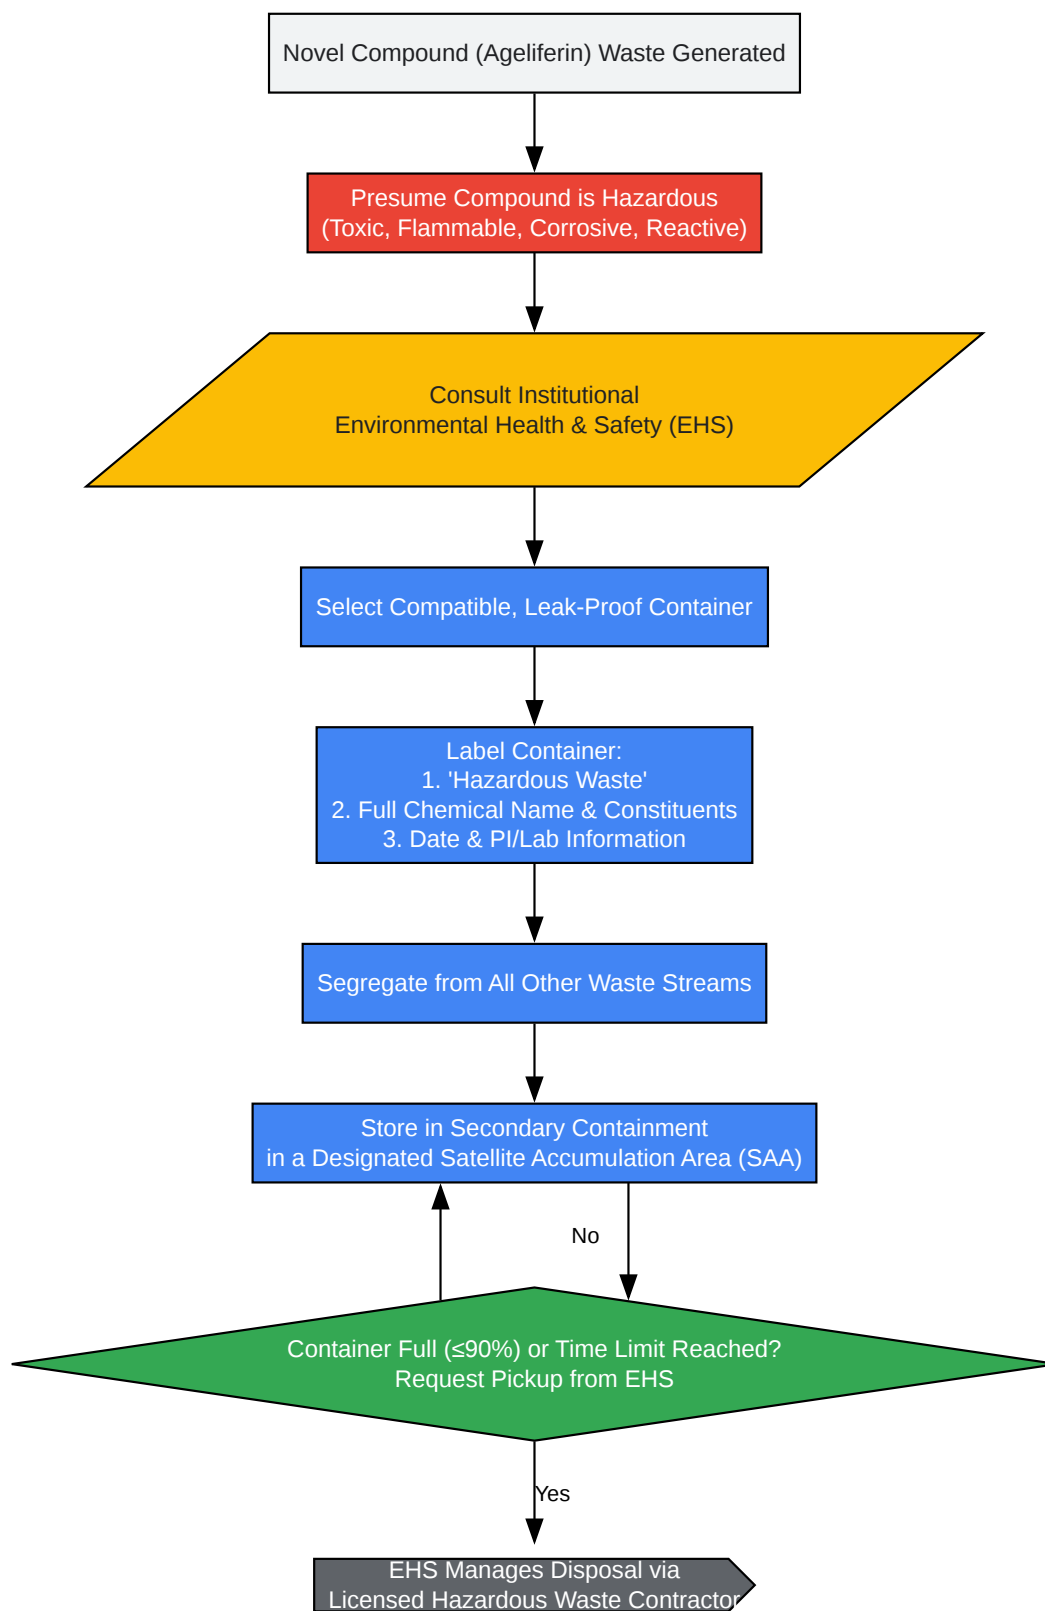 Novel Compound (Ageliferin) Waste Generated
Presume Compound is Hazardous
(Toxic, Flammable, Corrosive, Reactive)
Consult Institutional
Environmental Health & Safety (EHS)
Select Compatible, Leak-Proof Container
Label Container:
1. 'Hazardous Waste'
2. Full Chemical Name & Constituents
3. Date & PI/Lab Information
Segregate from All Other Waste Streams
Store in Secondary Containment
in a Designated Satellite Accumulation Area (SAA)
No
Container Full (≤90%) or Time Limit Reached?
Request Pickup from EHS
Yes
EHS Manages Disposal via
Licensed Hazardous Waste Contractor